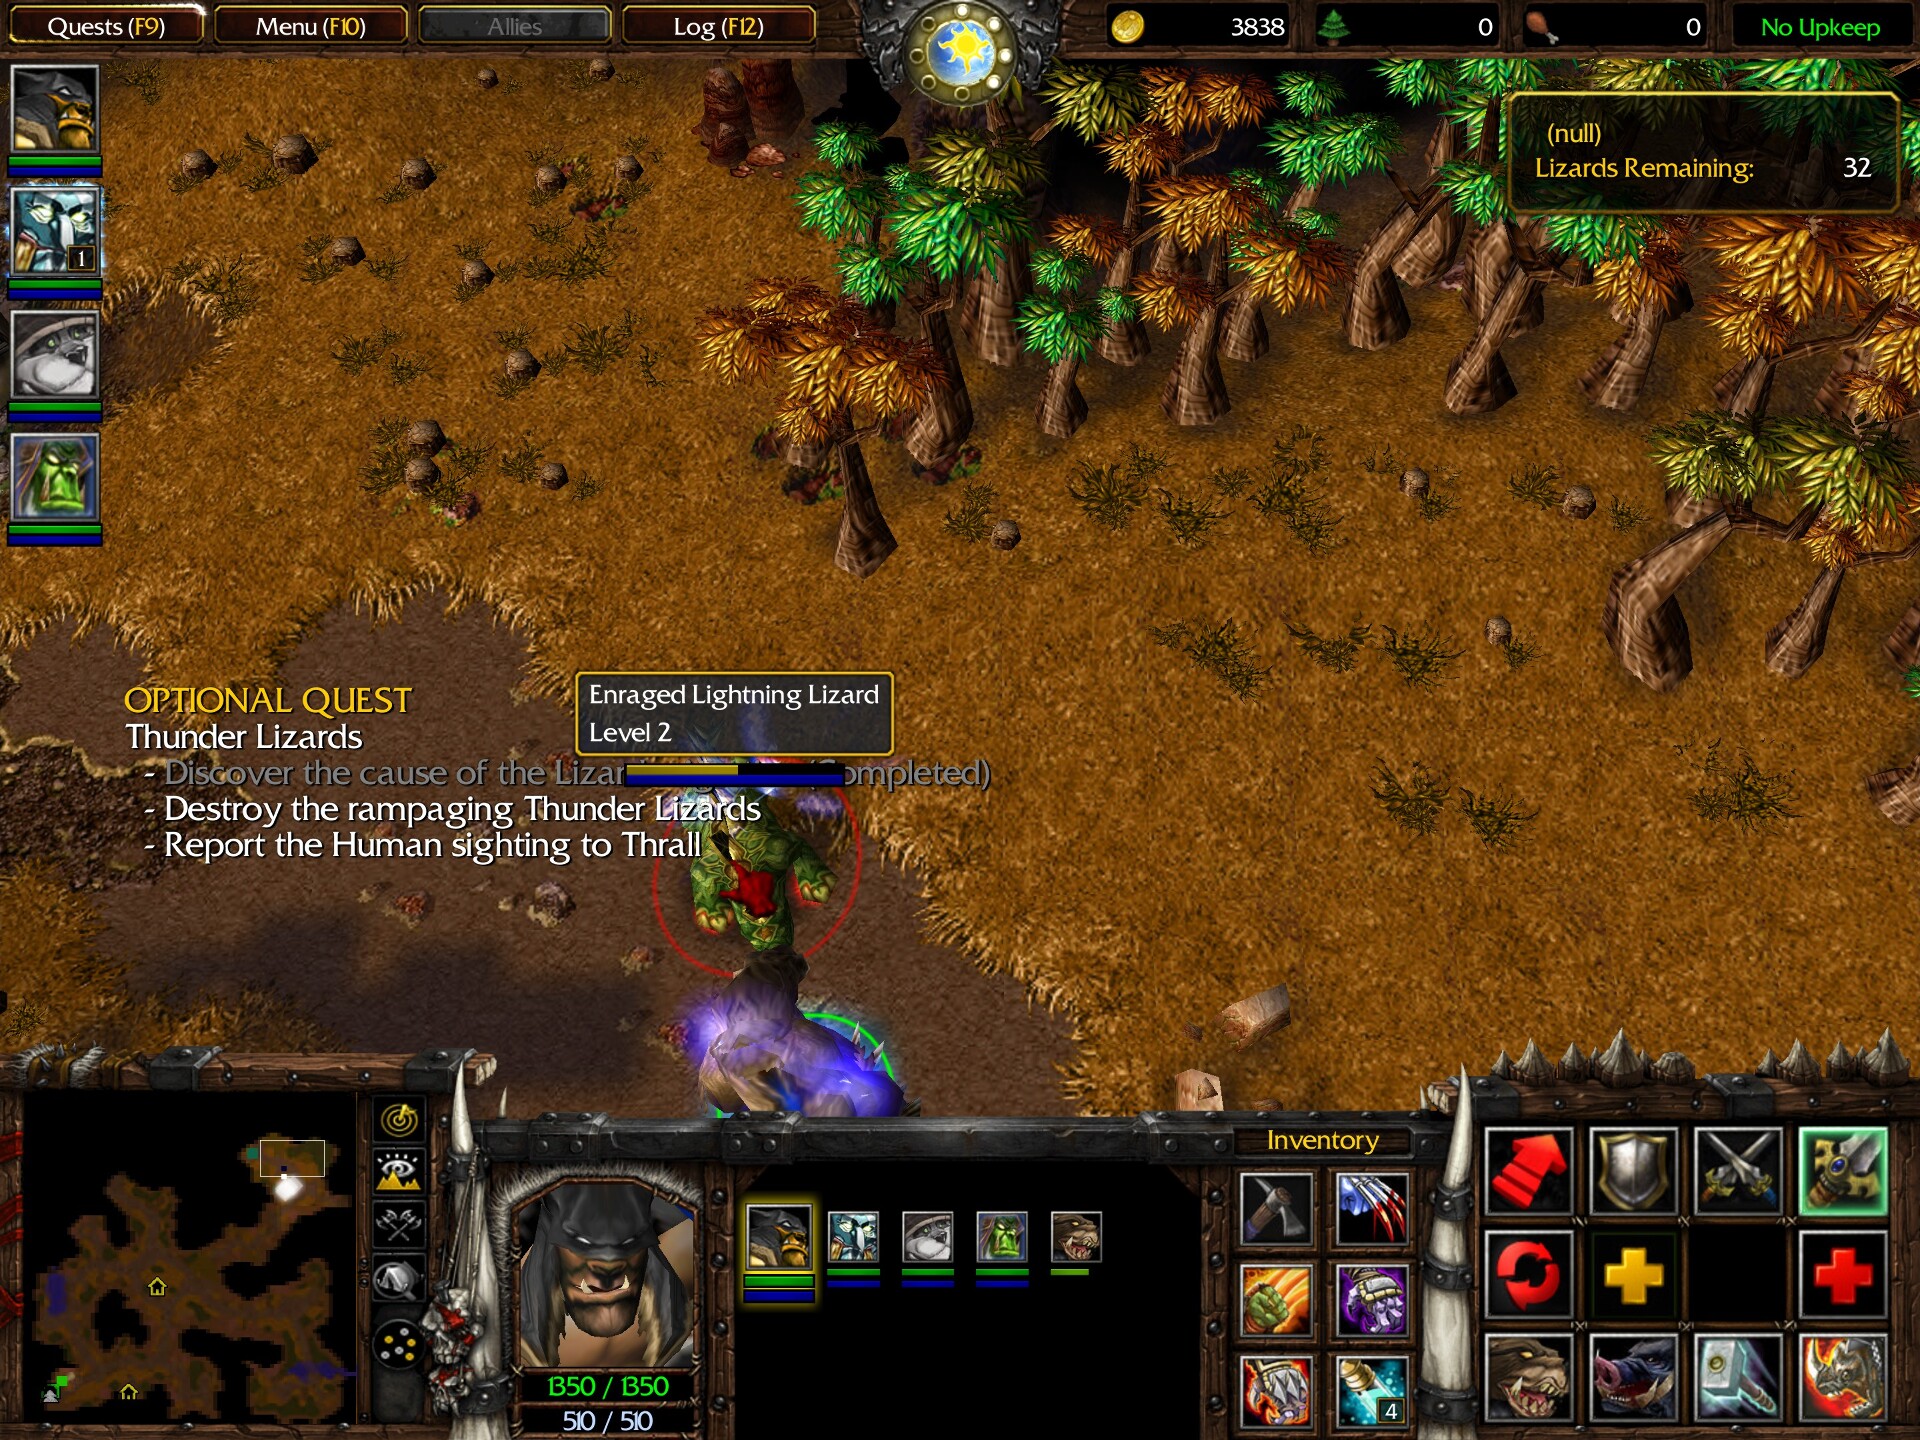 Quests (F9)
Menu (F10)
Allies
Log (F12)
3838
0
0
No Upkeep
(null)
Lizards Remaining: 32
1
OPTIONAL QUEST
Thunder Lizards
- Discover the cause of the Lizar ompleted)
- Destroy the rampaging Thunder Lizards
- Report the Human sighting to Thrall
Enraged Lightning Lizard
Level 2
Inventory
1350 / 1350
510 / 510
4